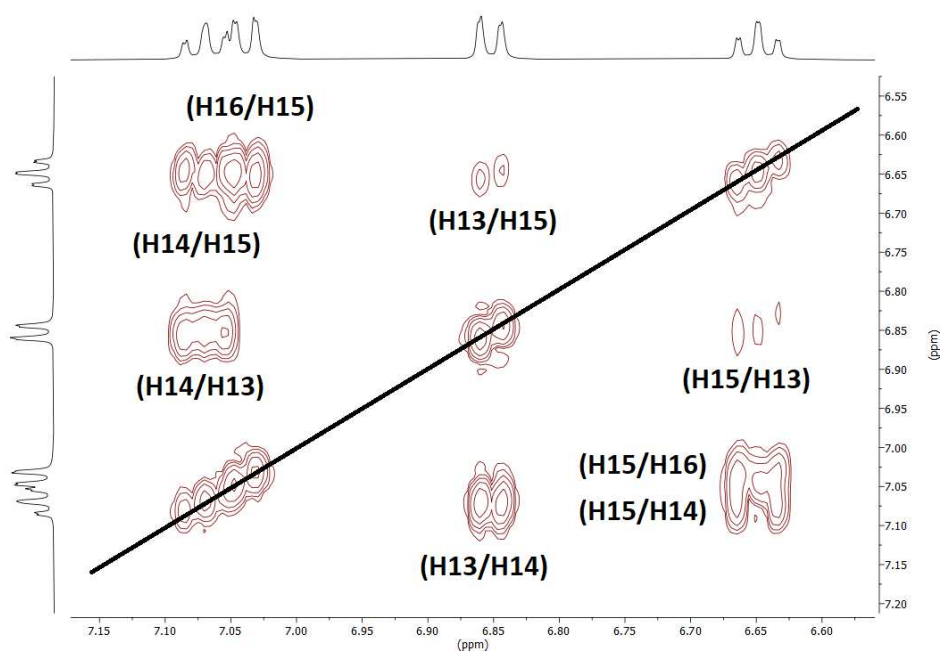 (H16/H15)
(H14/H15)
(H13/H15)
(H14/H13)
(H15/H13)
(H15/H16)
(H15/H14)
(H13/H14)
6.55
6.60
6.65
6.70
6.75
6.80
6.85
6.90
6.95
7.00
7.05
7.10
7.15
7.20
(ppm)
7.15 7.10 7.05 7.00 6.95 6.90 6.85 6.80 6.75 6.70 6.65 6.60
(ppm)